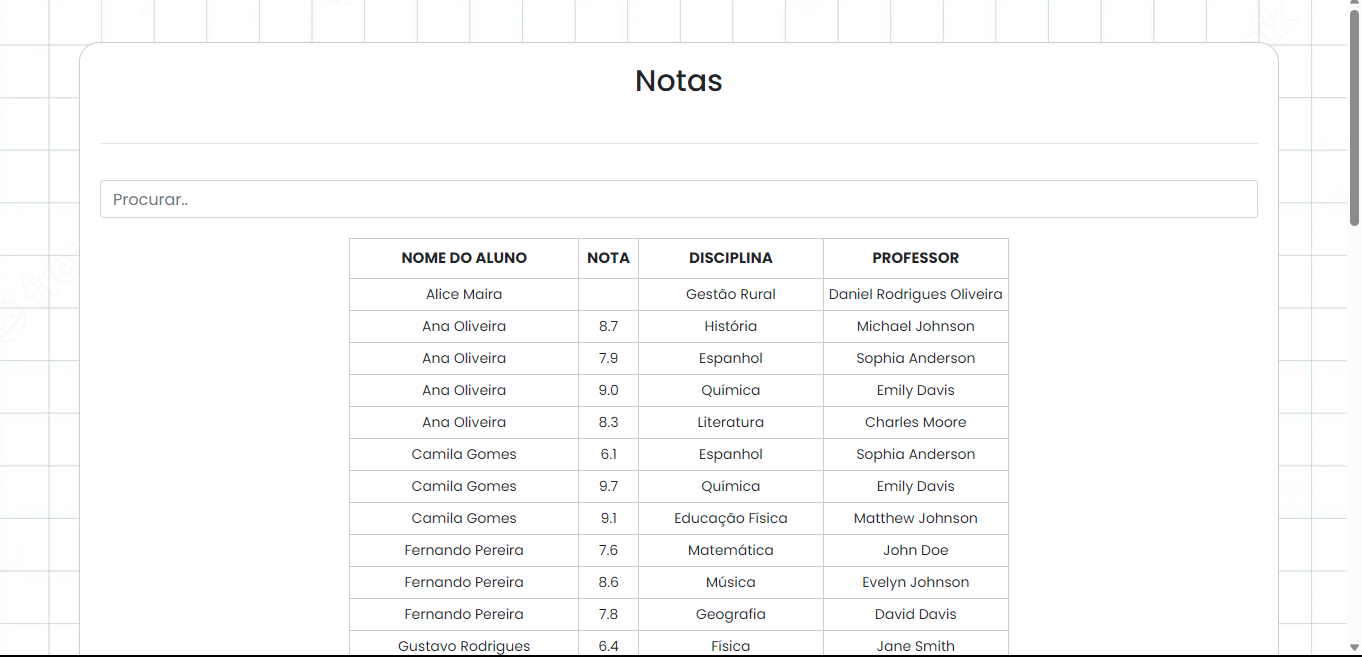 Notas
Procurar..
NOME DO ALUNO NOTA DISCIPLINA PROFESSOR
Alice Maira Gestão Rural Daniel Rodrigues Oliveira
Ana Oliveira 8.7 História Michael Johnson
Ana Oliveira 7.9 Espanhol Sophia Anderson
Ana Oliveira 9.0 Química Emily Davis
Ana Oliveira 8.3 Literatura Charles Moore
Camila Gomes 6.1 Espanhol Sophia Anderson
Camila Gomes 9.7 Química Emily Davis
Camila Gomes 9.1 Educação Física Matthew Johnson
Fernando Pereira 7.6 Matemática John Doe
Fernando Pereira 8.6 Música Evelyn Johnson
Fernando Pereira 7.8 Geografia David Davis
Gustavo Rodrigues 6.4 Física Jane Smith